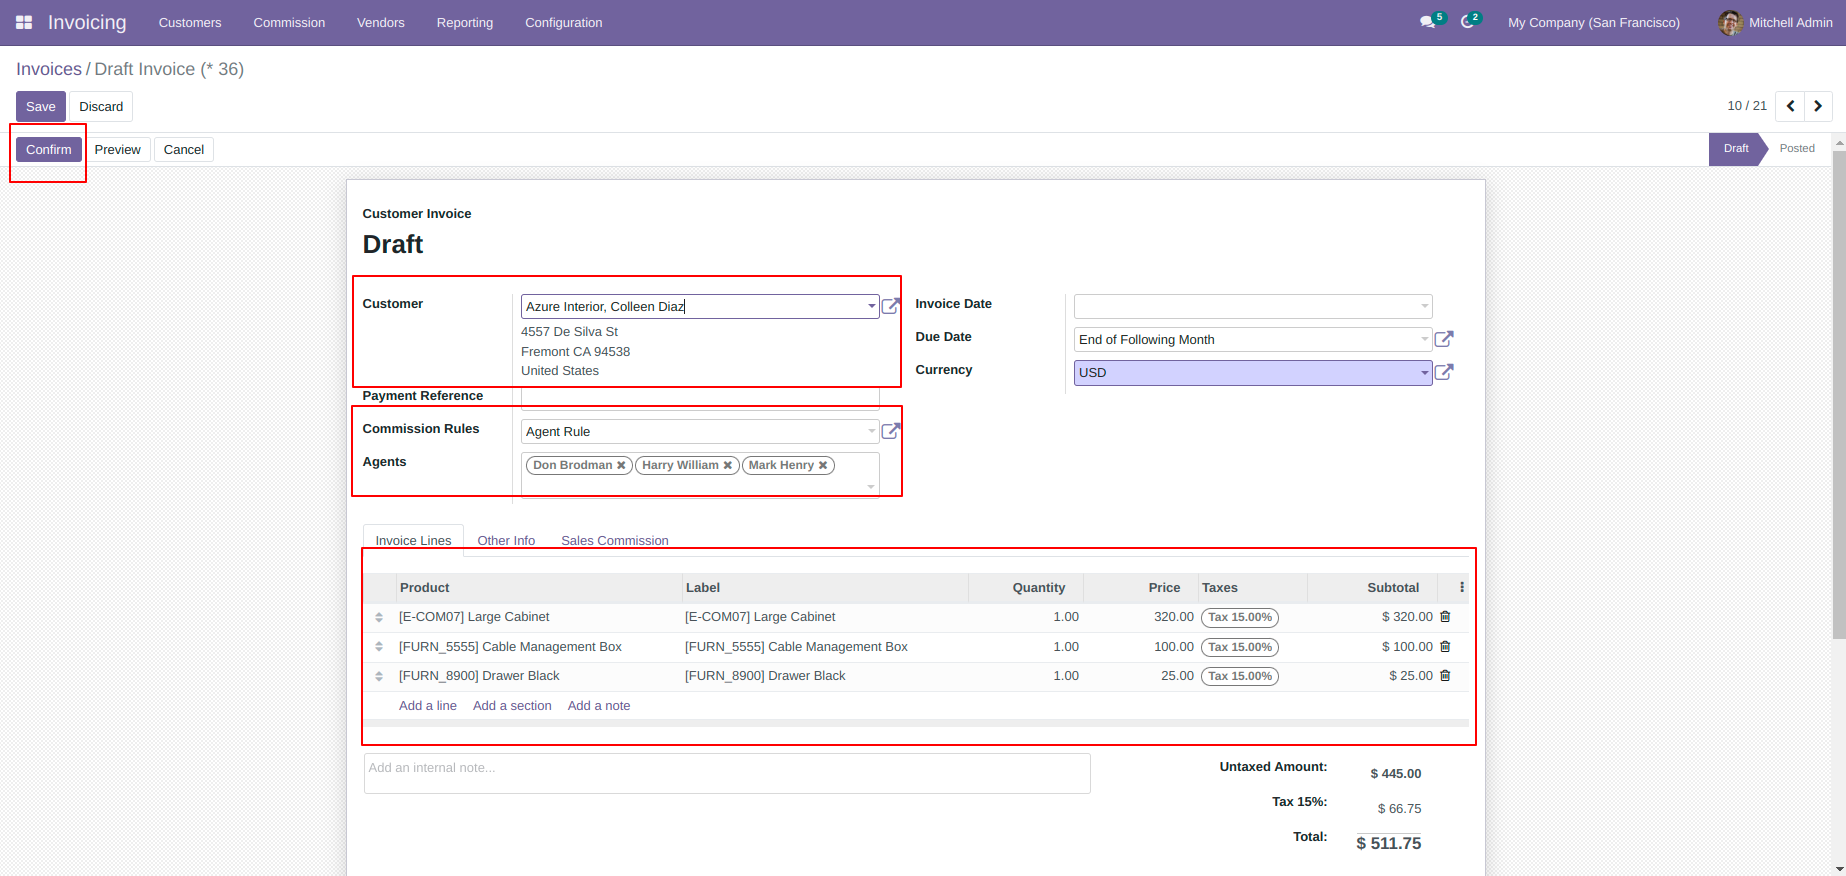 Invoicing Customers Commission Vendors Reporting Configuration 5 2 My Company (San Francisco) Mitchell Admin
Invoices / Draft Invoice (* 36)
Save Discard 10 / 21
Confirm Preview Cancel Draft Posted
Customer Invoice
Draft
Customer Azure Interior, Colleen Diaz Invoice Date
4557 De Silva St
Fremont CA 94538
United States
Due Date End of Following Month
Currency USD
Payment Reference
Commission Rules Agent Rule
Agents Don Brodman ✖ Harry William ✖ Mark Henry ✖
Invoice Lines Other Info Sales Commission
Product Label Quantity Price Taxes Subtotal
[E-COM07] Large Cabinet [E-COM07] Large Cabinet 1.00 320.00 Tax 15.00% $ 320.00
[FURN_5555] Cable Management Box [FURN_5555] Cable Management Box 1.00 100.00 Tax 15.00% $ 100.00
[FURN_8900] Drawer Black [FURN_8900] Drawer Black 1.00 25.00 Tax 15.00% $ 25.00
Add a line Add a section Add a note
Add an internal note...
Untaxed Amount: $ 445.00
Tax 15%: $ 66.75
Total: $ 511.75